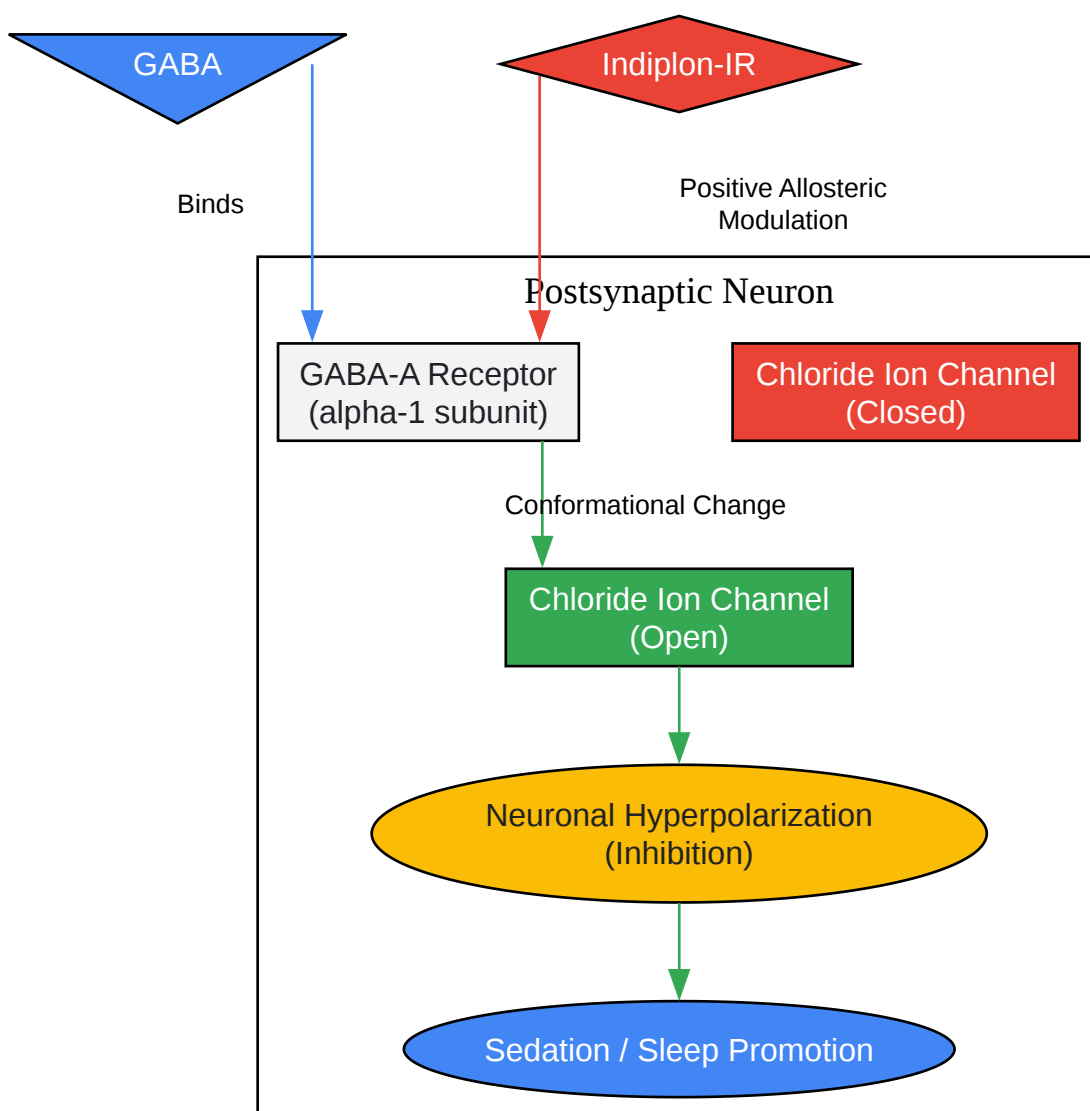 GABA
Indiplon-IR
Binds
Positive Allosteric
Modulation
Postsynaptic Neuron
GABA-A Receptor
(alpha-1 subunit)
Chloride Ion Channel
(Closed)
Conformational Change
Chloride Ion Channel
(Open)
Neuronal Hyperpolarization
(Inhibition)
Sedation / Sleep Promotion